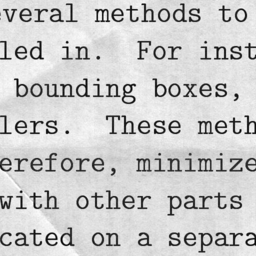 everal methods to
led in.  For inst
bounding boxes,
lers.  These meth
erefore, minimize
with other parts
cated on a separa